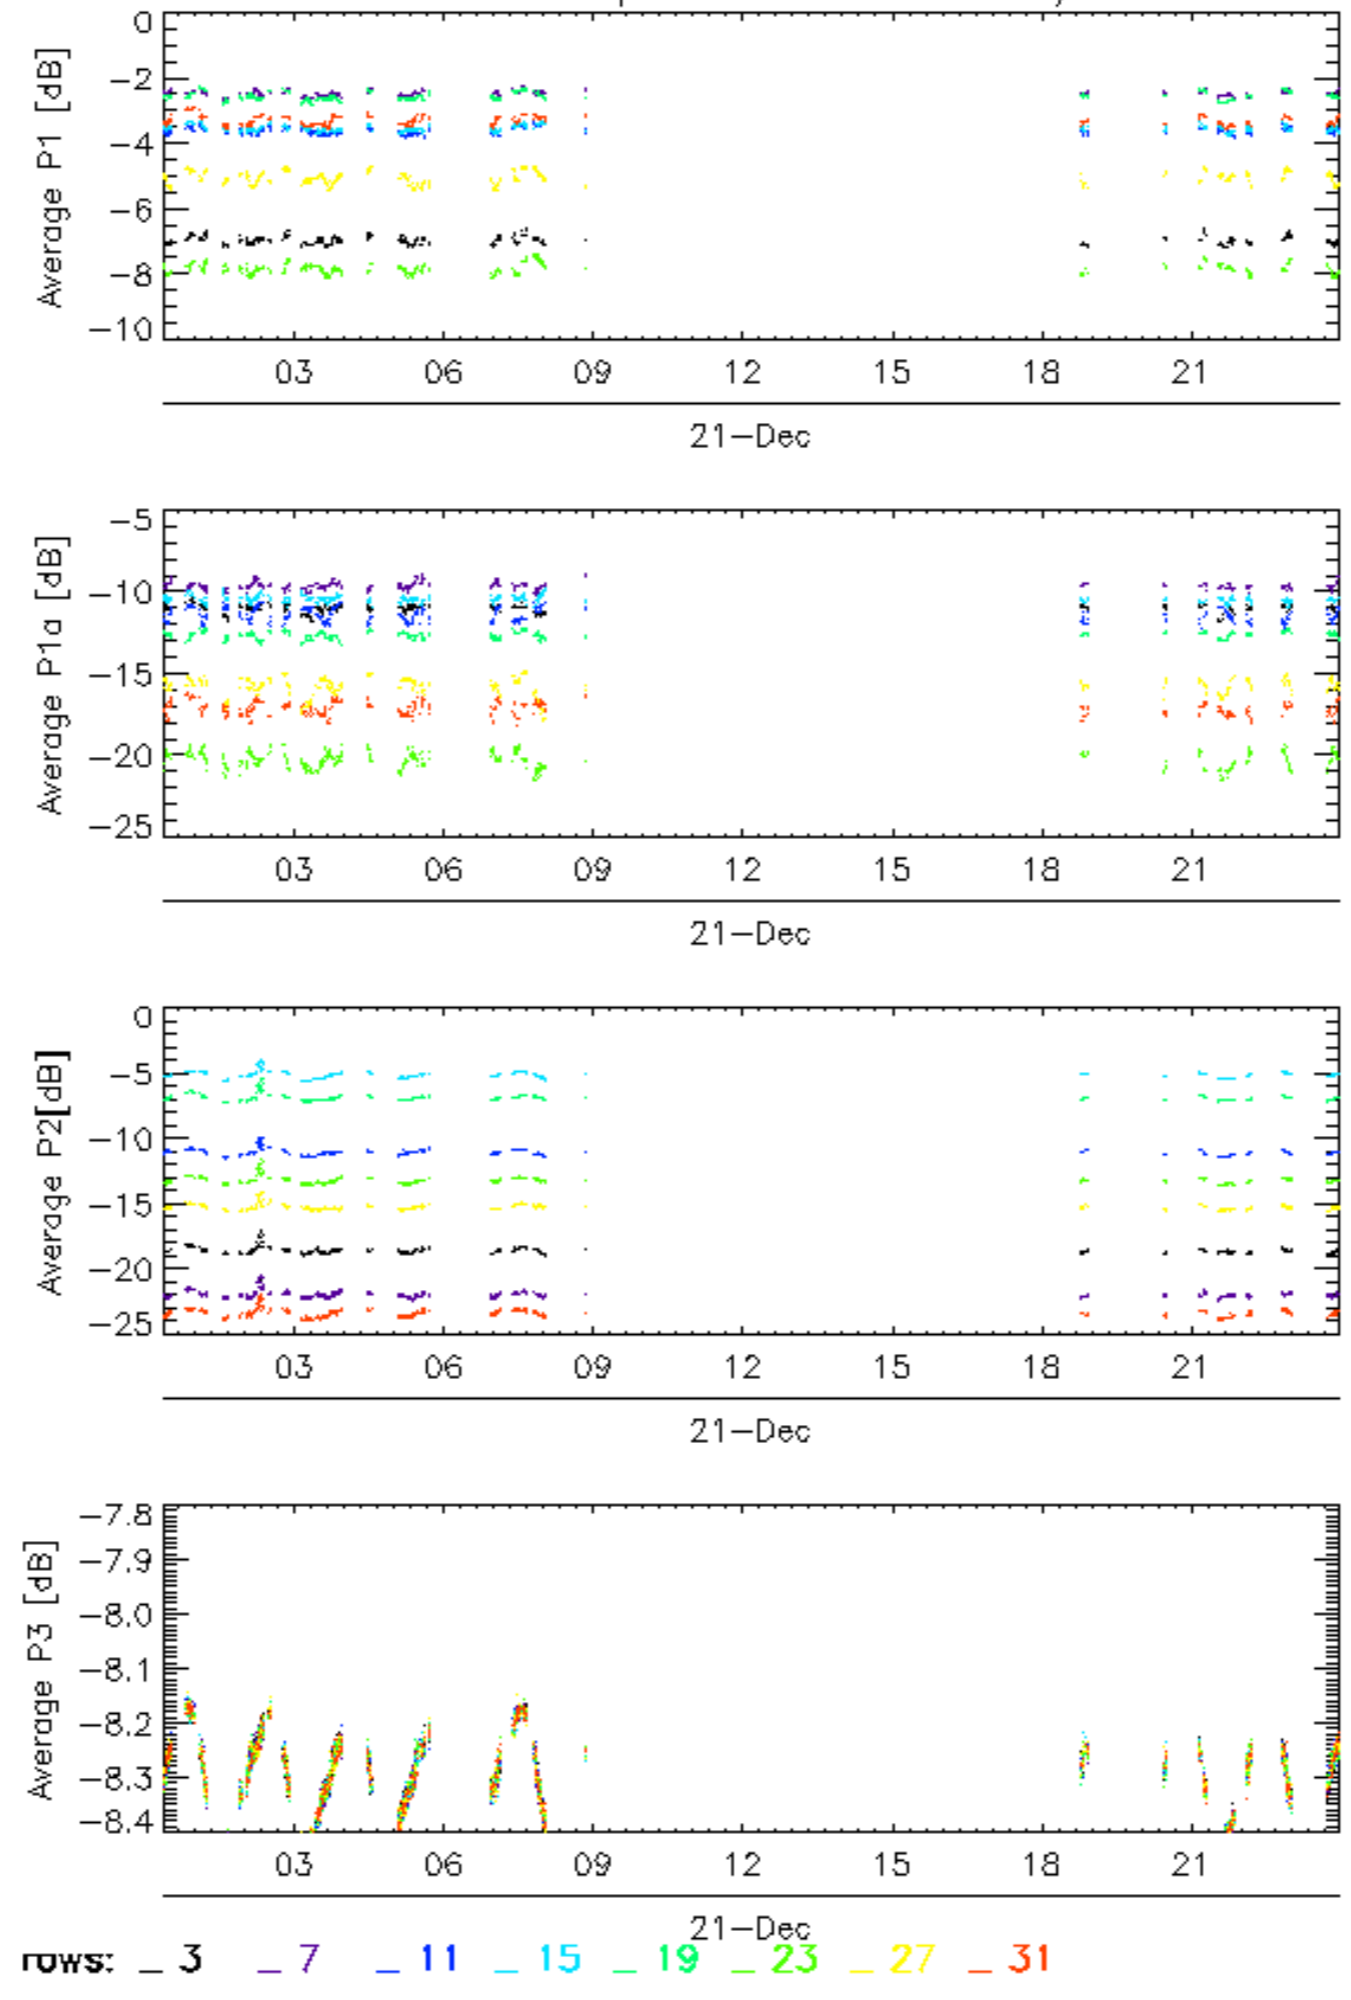 Average P1 [dB]
0
−2
−4
−6
−8
−10
03 06 09 12 15 18 21
21−Dec
Average P1a [dB]
−5
−10
−15
−20
−25
03 06 09 12 15 18 21
21−Dec
Average P2[dB]
0
−5
−10
−15
−20
−25
03 06 09 12 15 18 21
21−Dec
Average P3 [dB]
−7.8
−7.9
−8.0
−8.1
−8.2
−8.3
−8.4
03 06 09 12 15 18 21
21−Dec
rows: _ 3 _ 7 _ 11 _ 15 _ 19 _ 23 _ 27 _ 31